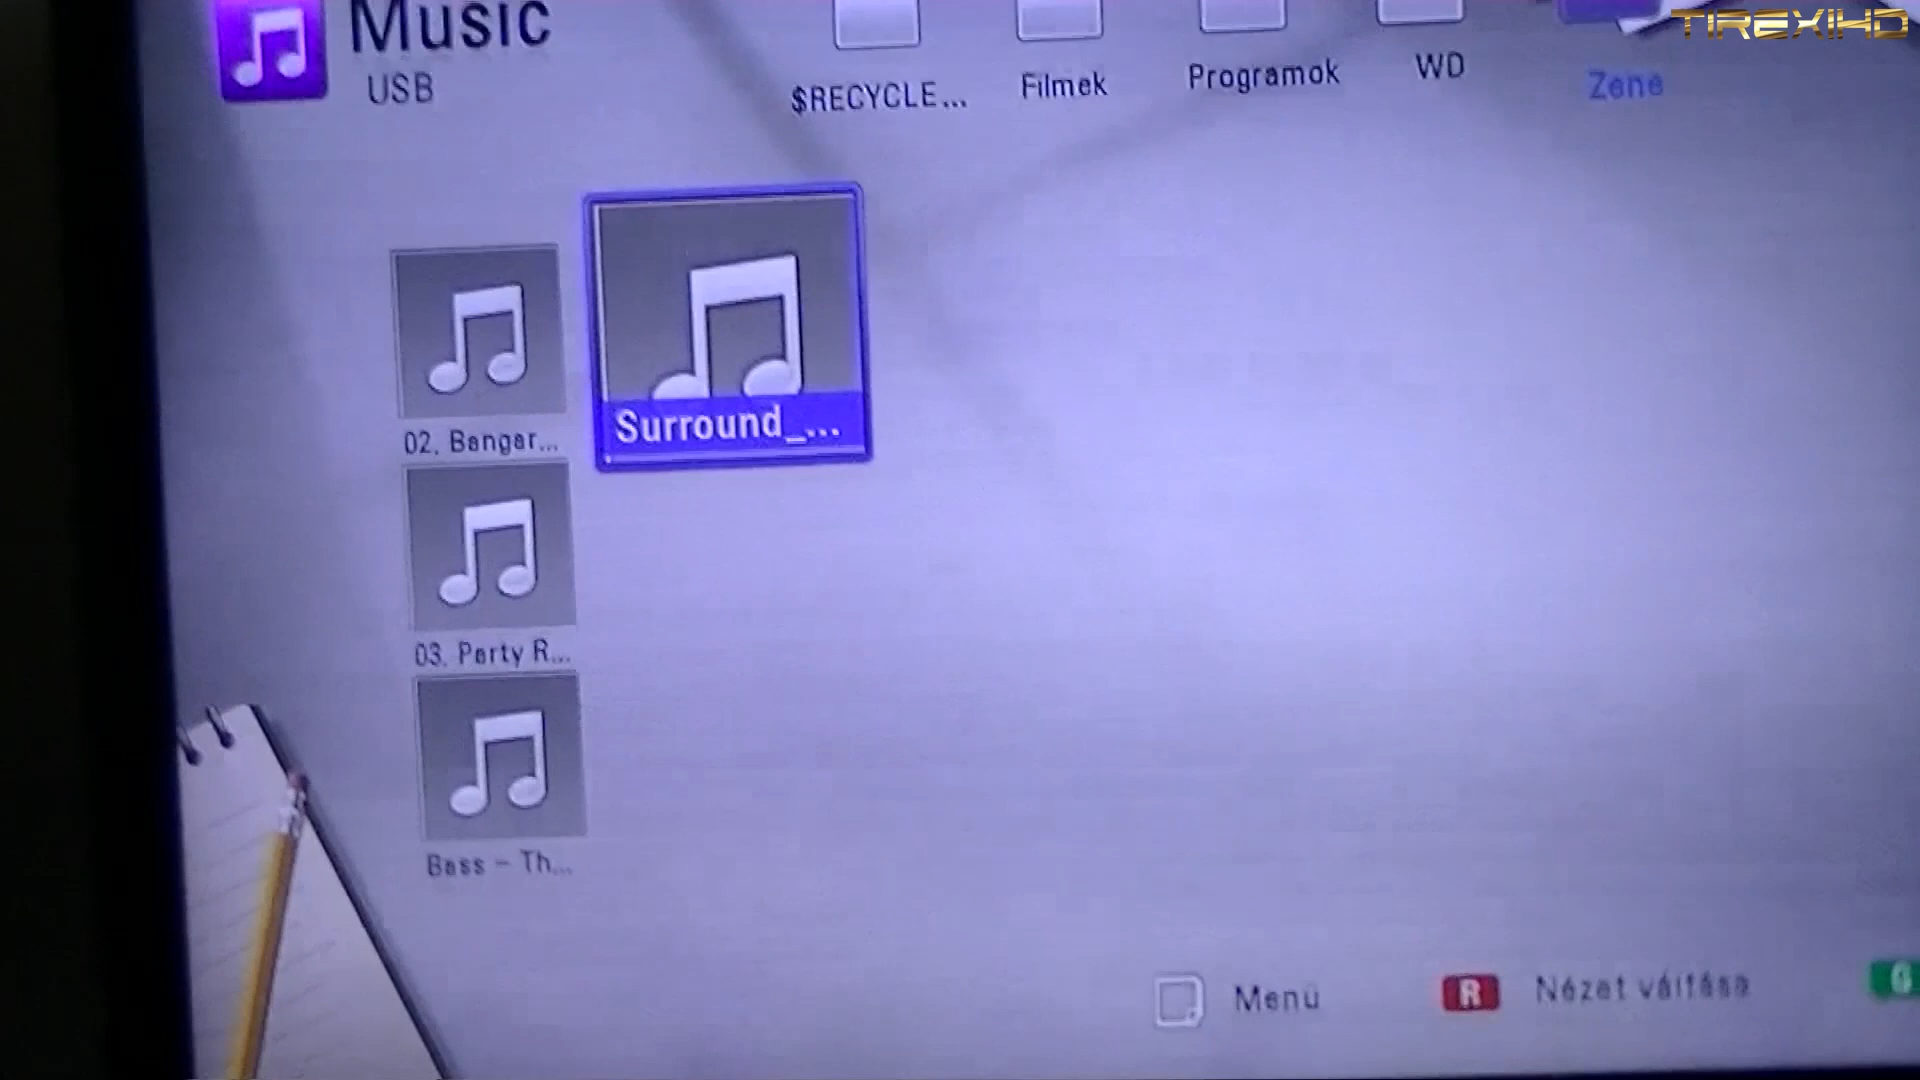 TIREXIHD
Music
USB
$RECYCLE...
Filmek
Programok
WD
Zene
Surround_...
02. Bangar...
03. Party R...
Bass - Th...
Menü
R
Nézet váltása
G